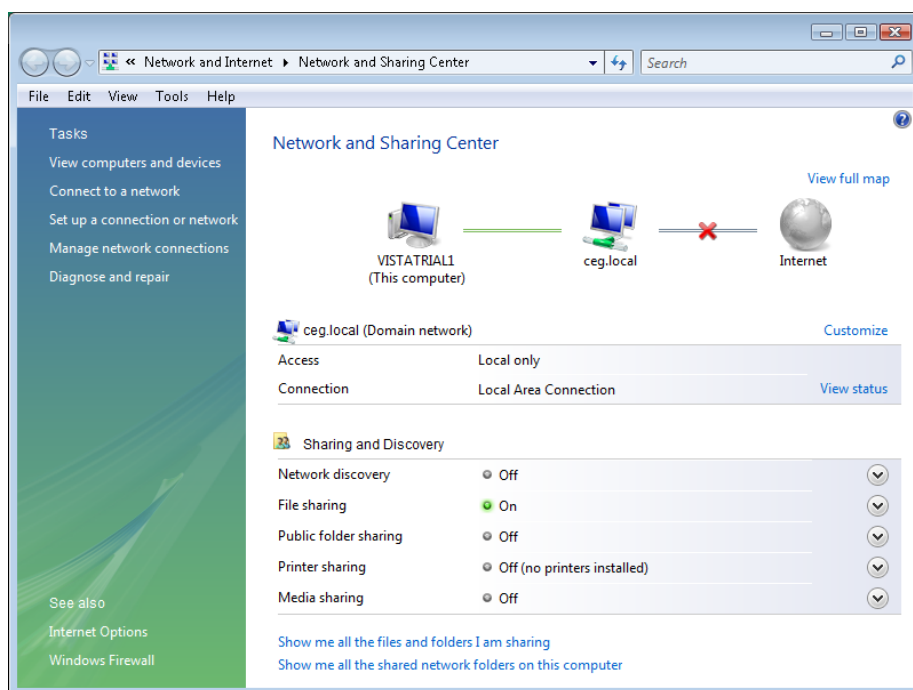 « Network and Internet ▸ Network and Sharing Center
Search
File Edit View Tools Help
Tasks
View computers and devices
Connect to a network
Set up a connection or network
Manage network connections
Diagnose and repair
See also
Internet Options
Windows Firewall
Network and Sharing Center
View full map
VISTATRIAL1
(This computer)
ceg.local
Internet
ceg.local (Domain network)
Customize
Access Local only
Connection Local Area Connection View status
Sharing and Discovery
Network discovery Off
File sharing On
Public folder sharing Off
Printer sharing Off (no printers installed)
Media sharing Off
Show me all the files and folders I am sharing
Show me all the shared network folders on this computer